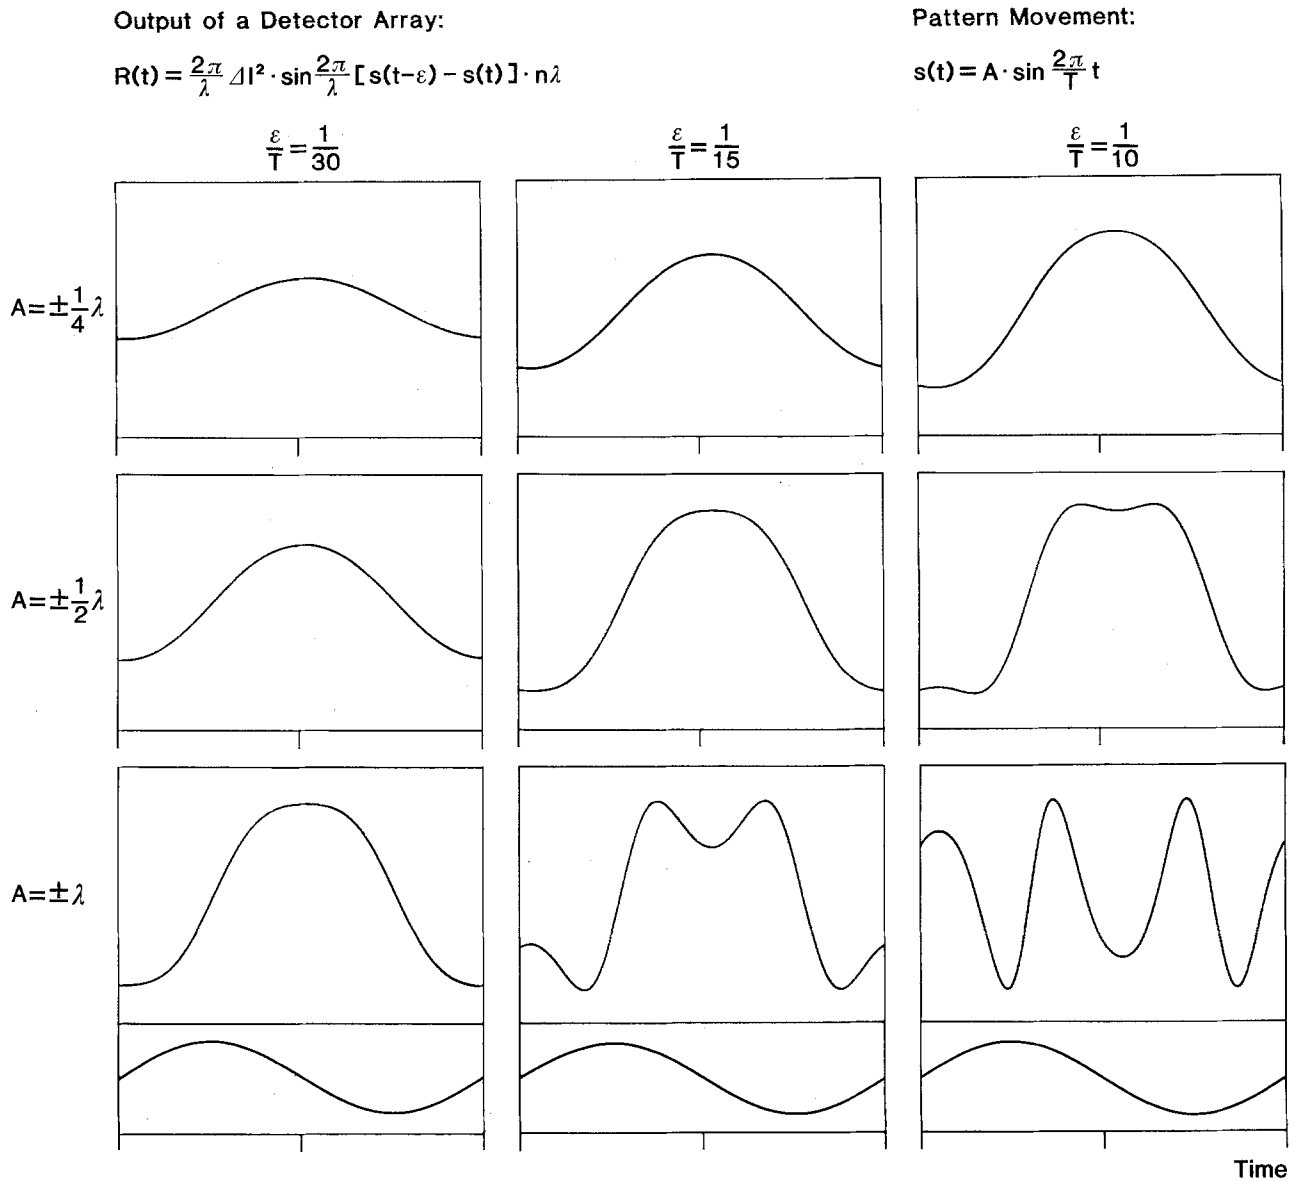 Output of a Detector Array:
Pattern Movement:
R(t) = 2π/λ ΔI² · sin 2π/λ [s(t-ε) – s(t)] · nλ
s(t) = A · sin 2π/T t
ε/T = 1/30
ε/T = 1/15
ε/T = 1/10
A=±1/4λ
A=±1/2λ
A=±λ
Time